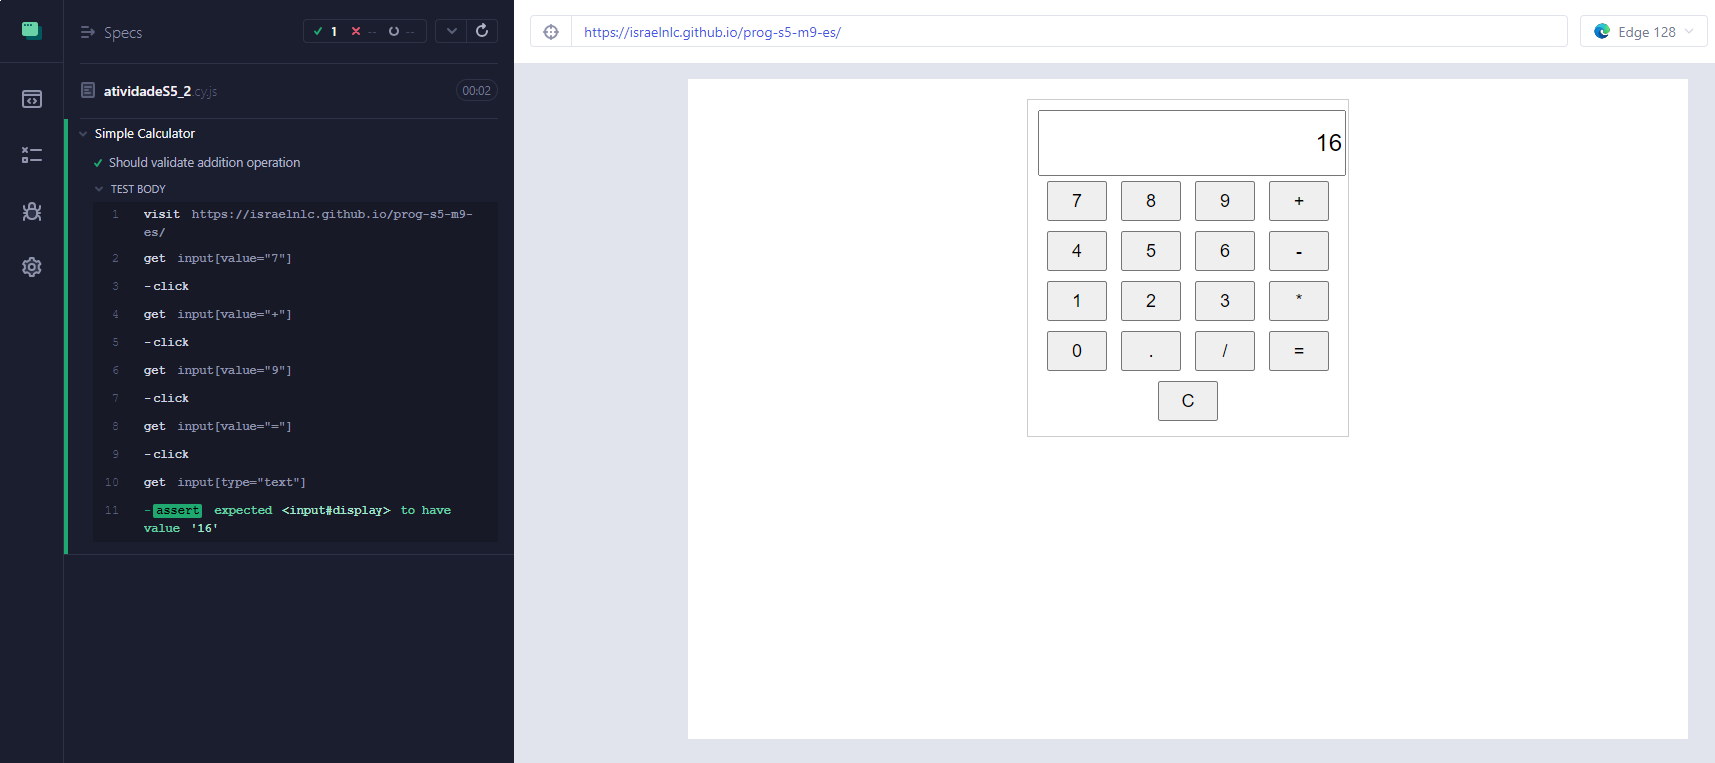 Specs
1 -- --
atividadeS5_2.cy.js
00:02
Simple Calculator
Should validate addition operation
TEST BODY
1 visit https://israelnlc.github.io/prog-s5-m9-
es/
2 get input[value="7"]
3 -click
4 get input[value="+"]
5 -click
6 get input[value="9"]
7 -click
8 get input[value="="]
9 -click
10 get input[type="text"]
11 -assert expected <input#display> to have
value '16'
https://israelnlc.github.io/prog-s5-m9-es/
Edge 128
16
7 8 9 +
4 5 6 -
1 2 3 *
0 . / =
C